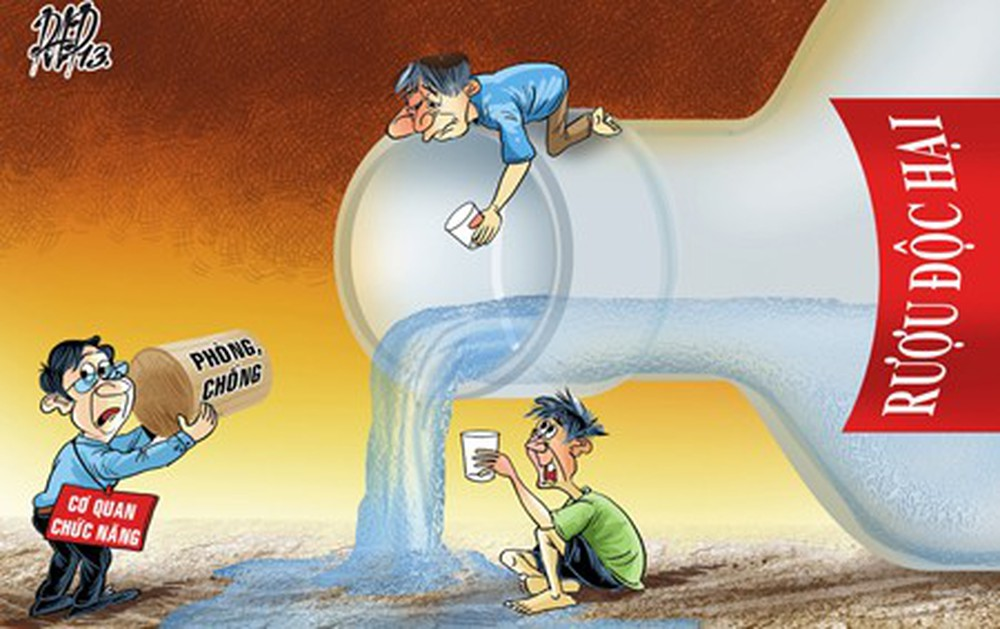 PHÒNG,
CHỐNG
RƯỢU ĐỘC HẠI
CƠ QUAN
CHỨC NĂNG